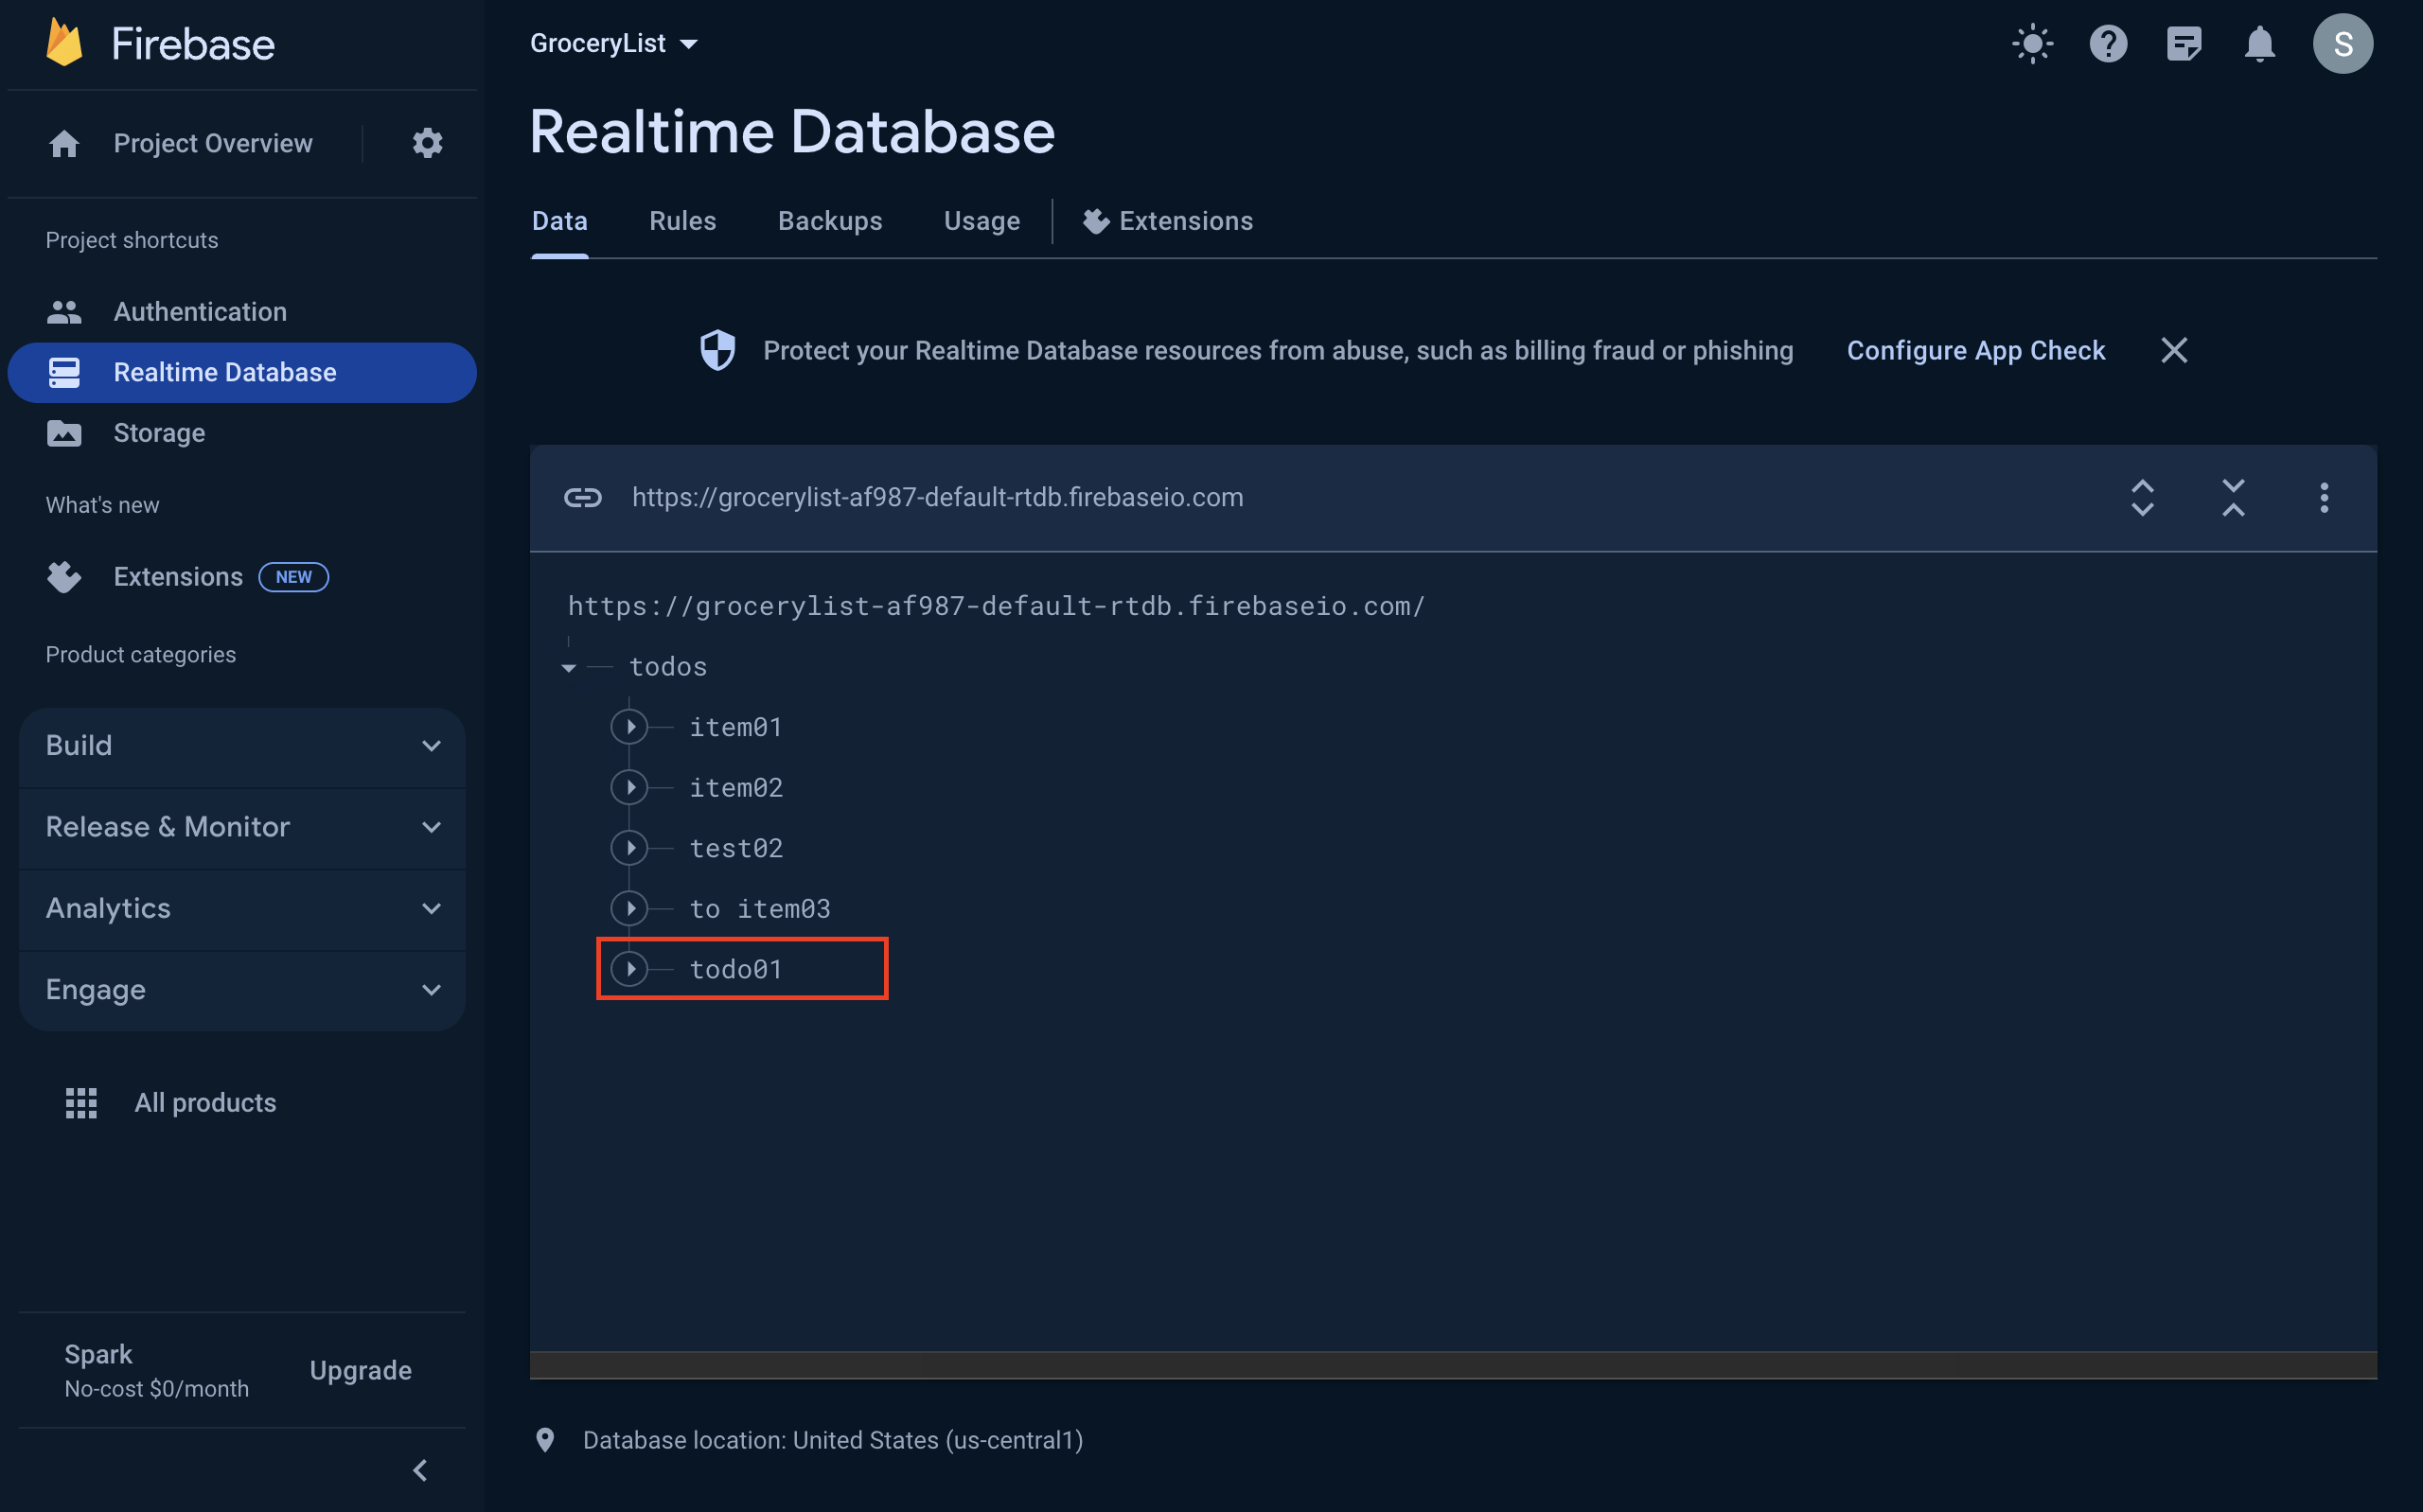 Firebase
Project Overview
Project shortcuts
Authentication
Realtime Database
Storage
What's new
Extensions NEW
Product categories
Build
Release & Monitor
Analytics
Engage
All products
Spark
No-cost $0/month
Upgrade
GroceryList
S
Realtime Database
Data Rules Backups Usage Extensions
Protect your Realtime Database resources from abuse, such as billing fraud or phishing Configure App Check
https://grocerylist-af987-default-rtdb.firebaseio.com
https://grocerylist-af987-default-rtdb.firebaseio.com/
todos
item01
item02
test02
to item03
todo01
Database location: United States (us-central1)